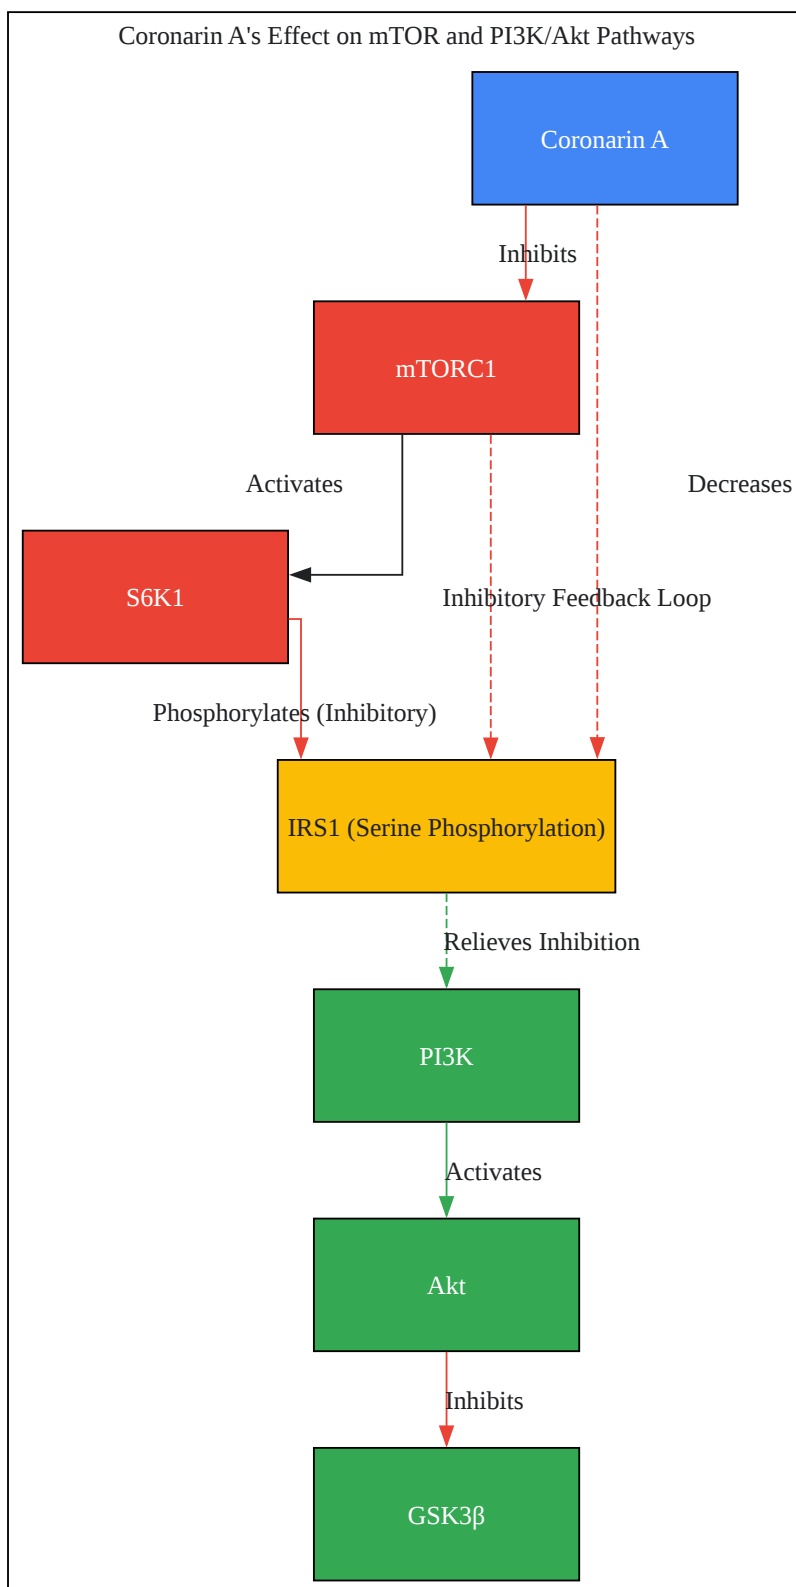 Coronarin A's Effect on mTOR and PI3K/Akt Pathways
Coronarin A
Inhibits
mTORC1
Activates
Decreases
S6K1
Inhibitory Feedback Loop
Phosphorylates (Inhibitory)
IRS1 (Serine Phosphorylation)
Relieves Inhibition
PI3K
Activates
Akt
Inhibits
GSK3β